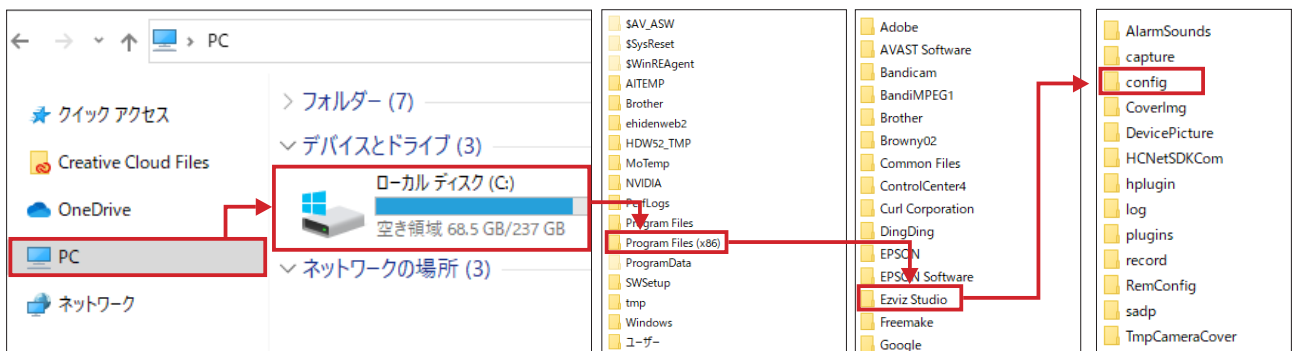 PC
クイック アクセス
Creative Cloud Files
OneDrive
PC
ネットワーク
フォルダー (7)
デバイスとドライブ (3)
ローカル ディスク (C:)
空き領域 68.5 GB/237 GB
ネットワークの場所 (3)
$AV_ASW
$SysReset
$WinREAgent
AITEMP
Brother
ehidenweb2
HDW52_TMP
MoTemp
NVIDIA
PerfLogs
Program Files
Program Files (x86)
ProgramData
SWSetup
tmp
Windows
ユーザー
Adobe
AVAST Software
Bandicam
BandiMPEG1
Brother
Browny02
Common Files
ControlCenter4
Curl Corporation
DingDing
EPSON
EPSON Software
Ezviz Studio
Freemake
Google
AlarmSounds
capture
config
CoverImg
DevicePicture
HCNetSDKCom
hplugin
log
plugins
record
RemConfig
sadp
TmpCameraCover